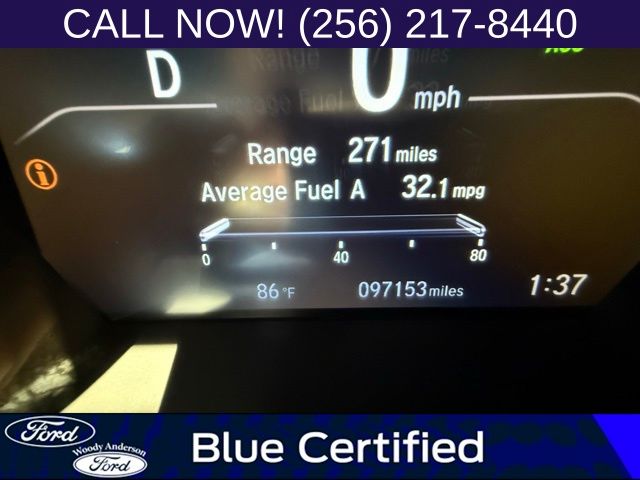 CALL NOW! (256) 217-8440
D 0 mph
Range 271 miles
Average Fuel A 32.1 mpg
0 40 80
86 °F 097153 miles 1:37
Ford
Woody Anderson
Ford
Blue Certified